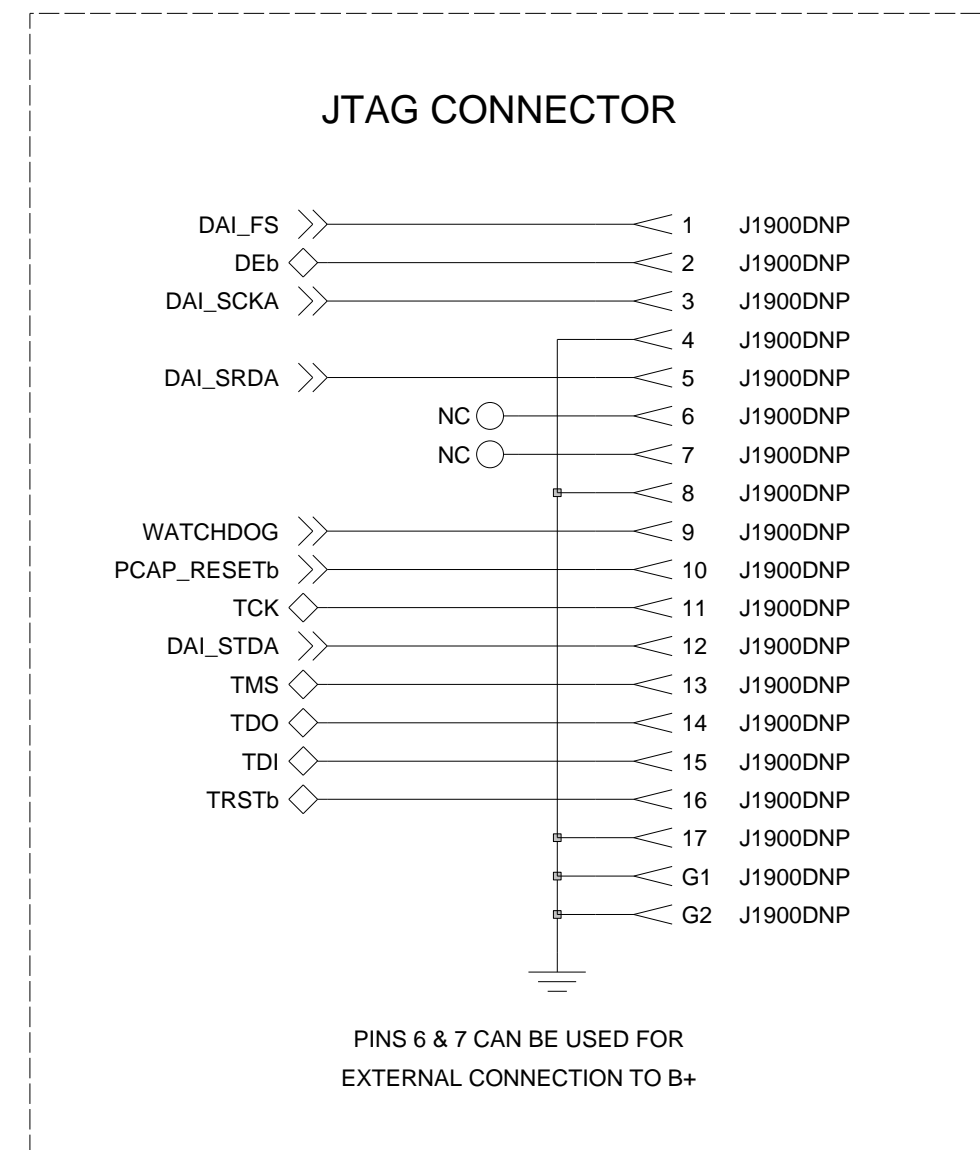 JTAG CONNECTOR
DAI_FS 1 J1900DNP
DEb 2 J1900DNP
DAI_SCKA 3 J1900DNP
4 J1900DNP
DAI_SRDA 5 J1900DNP
NC 6 J1900DNP
NC 7 J1900DNP
8 J1900DNP
WATCHDOG 9 J1900DNP
PCAP_RESETb 10 J1900DNP
TCK 11 J1900DNP
DAI_STDA 12 J1900DNP
TMS 13 J1900DNP
TDO 14 J1900DNP
TDI 15 J1900DNP
TRSTb 16 J1900DNP
17 J1900DNP
G1 J1900DNP
G2 J1900DNP
PINS 6 & 7 CAN BE USED FOR
EXTERNAL CONNECTION TO B+